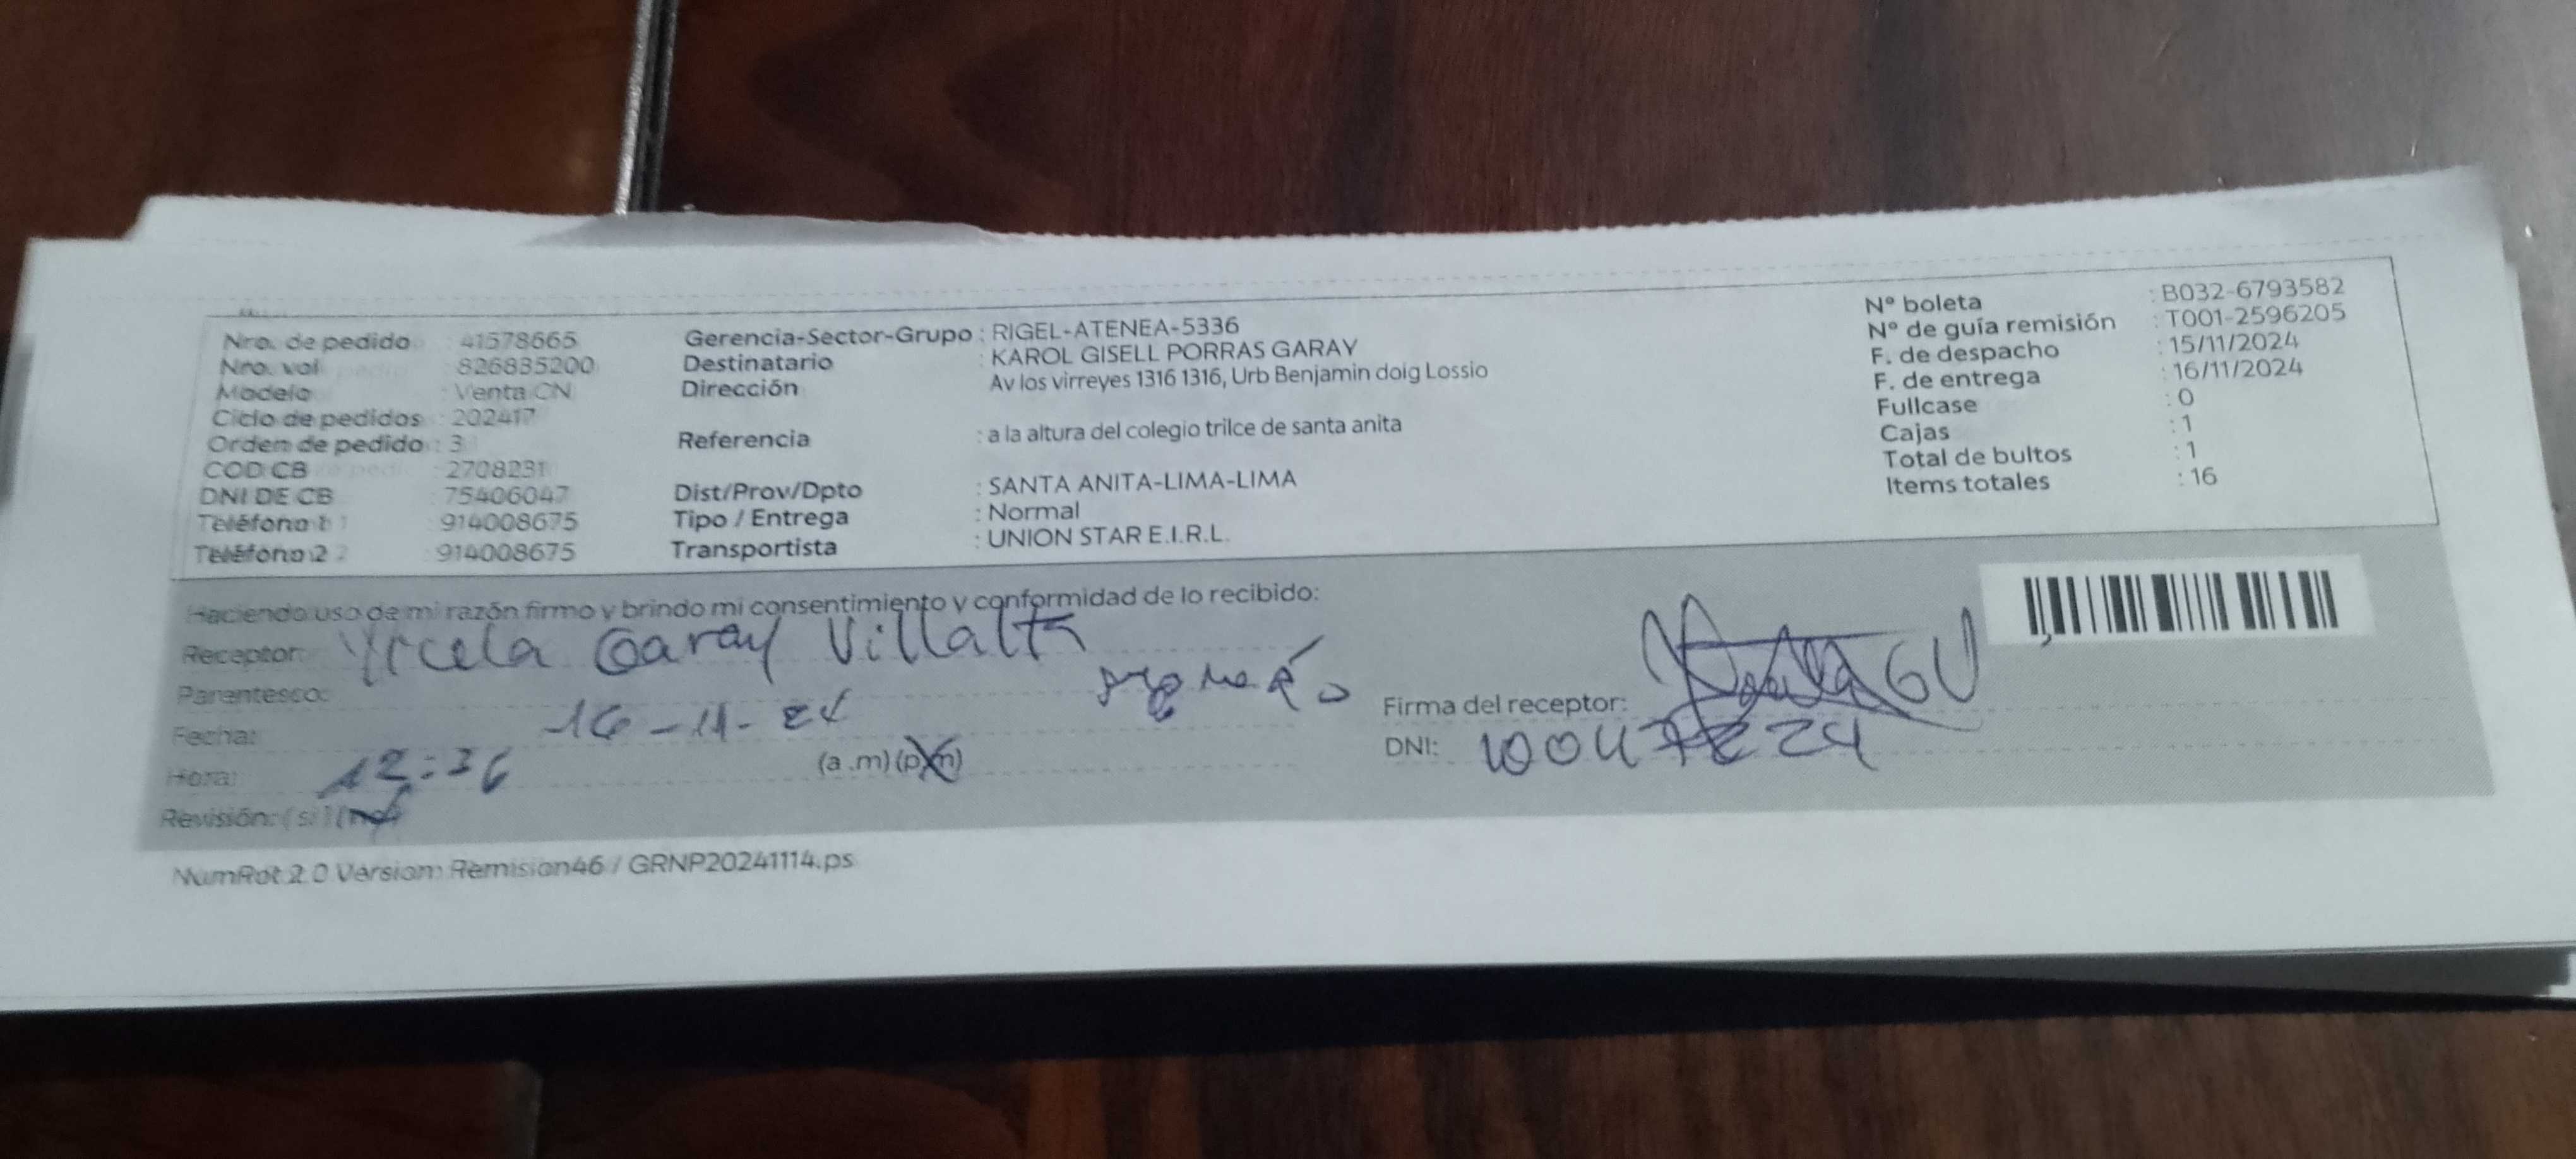 Nro. de pedido : 41578665
Nro. vol : 826835200
Modelo : Venta CN
Ciclo de pedidos : 202417
Orden de pedido : 3
COD CB : 2708231
DNI DE CB : 75406047
Teléfono 1 : 914008675
Teléfono 2 : 914008675
Gerencia-Sector-Grupo : RIGEL-ATENEA-5336
Destinatario : KAROL GISELL PORRAS GARAY
Dirección Av los virreyes 1316 1316, Urb Benjamin doig Lossio
Referencia : a la altura del colegio trilce de santa anita
Dist/Prov/Dpto : SANTA ANITA-LIMA-LIMA
Tipo / Entrega : Normal
Transportista : UNION STAR E.I.R.L.
Nº boleta : B032-6793582
Nº de guía remisión : T001-2596205
F. de despacho : 15/11/2024
F. de entrega : 16/11/2024
Fullcase : 0
Cajas : 1
Total de bultos : 1
Items totales : 16
Haciendo uso de mi razón firmo y brindo mi consentimiento y conformidad de lo recibido:
Receptor: Garay Villalta
Parentesco:
Fecha: 16-11-24
Hora: 12:36 (a .m) (p.m)
Revisión: ( si ) (no)
Firma del receptor:
DNI:
NumRot 2.0 Version: Remision46 / GRNP20241114.ps